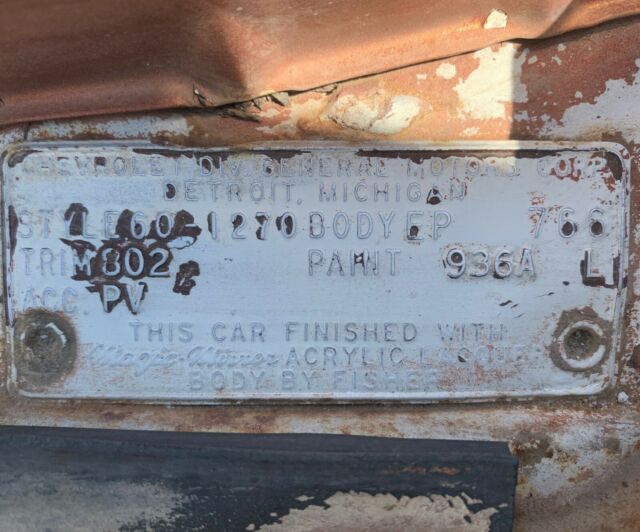 CHEVROLET DIV. GENERAL MOTORS CORP.
DETROIT, MICHIGAN
STYLE 60-1270 BODY EP 766
TRIM 802 PAINT 936A L
ACC. PV
THIS CAR FINISHED WITH
Magic-Mirror ACRYLIC LACQUER
BODY BY FISHER